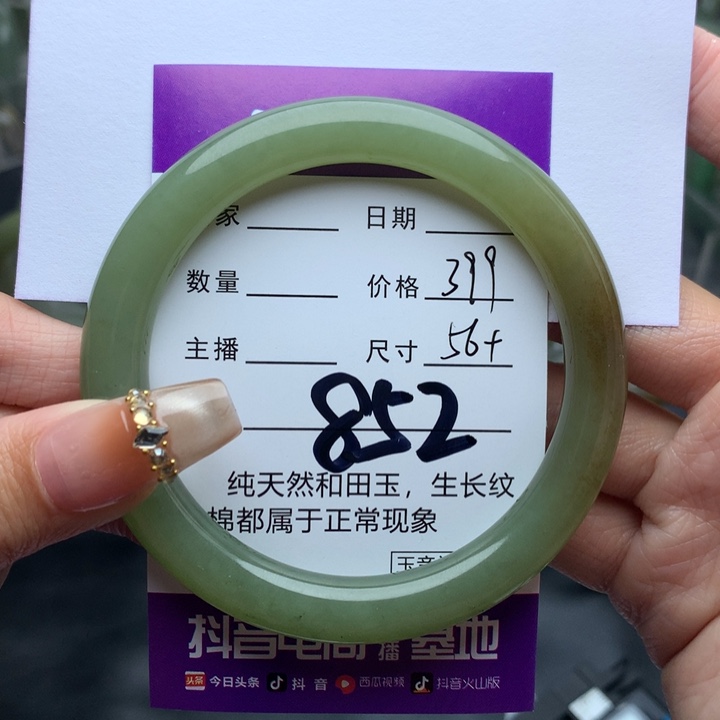 家 日期
数量 价格 399
主播 尺寸 56+
852
纯天然和田玉，生长纹
棉都属于正常现象
抖音电商直播基地
头条 今日头条 抖音 西瓜视频 抖音火山版